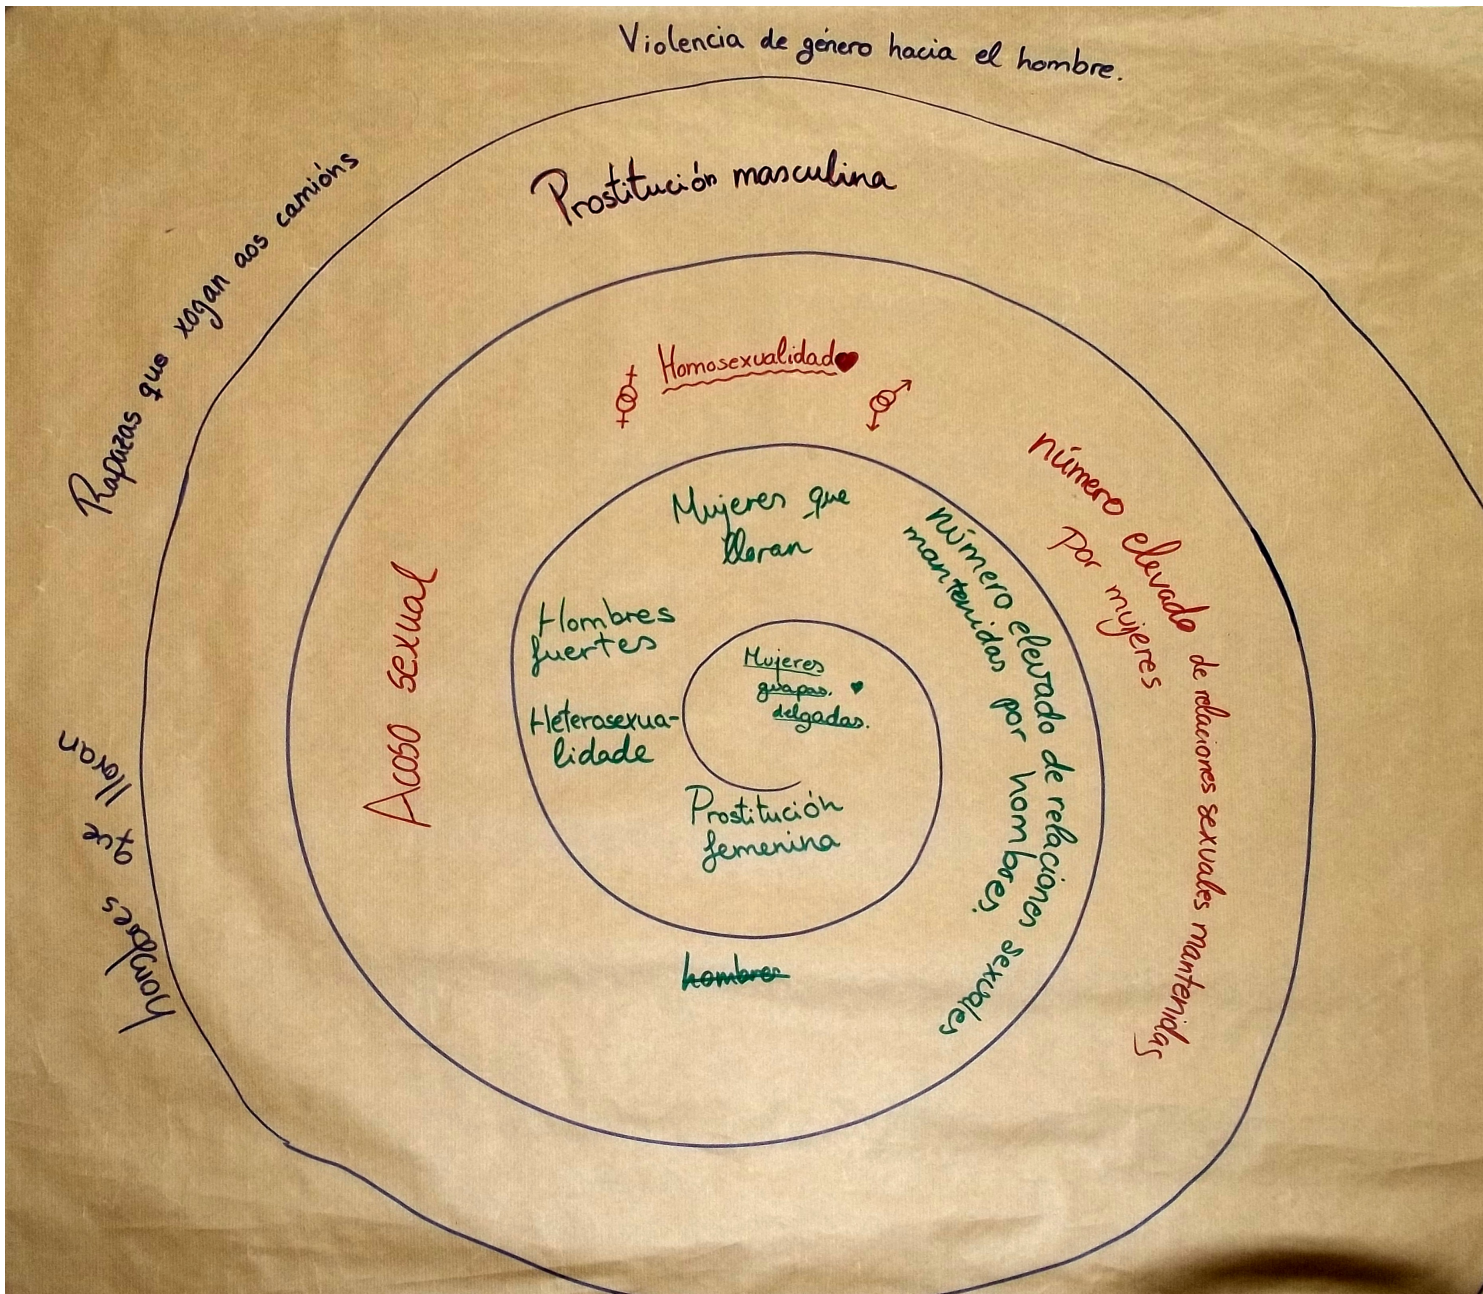 Violencia de género hacia el hombre.
Prostitución masculina
Rapazas que xogan aos camións
Homosexualidad
número elevado de relaciones sexuales mantenidas
por mujeres
Mujeres que
lloran
número elevado de relaciones sexuales
mantenidas por hombres.
Acoso sexual
Hombres
fuertes
Mujeres
guapas.
delgadas.
Heterosexua-
lidade
Prostitución
femenina
hombres que lloran
hombres